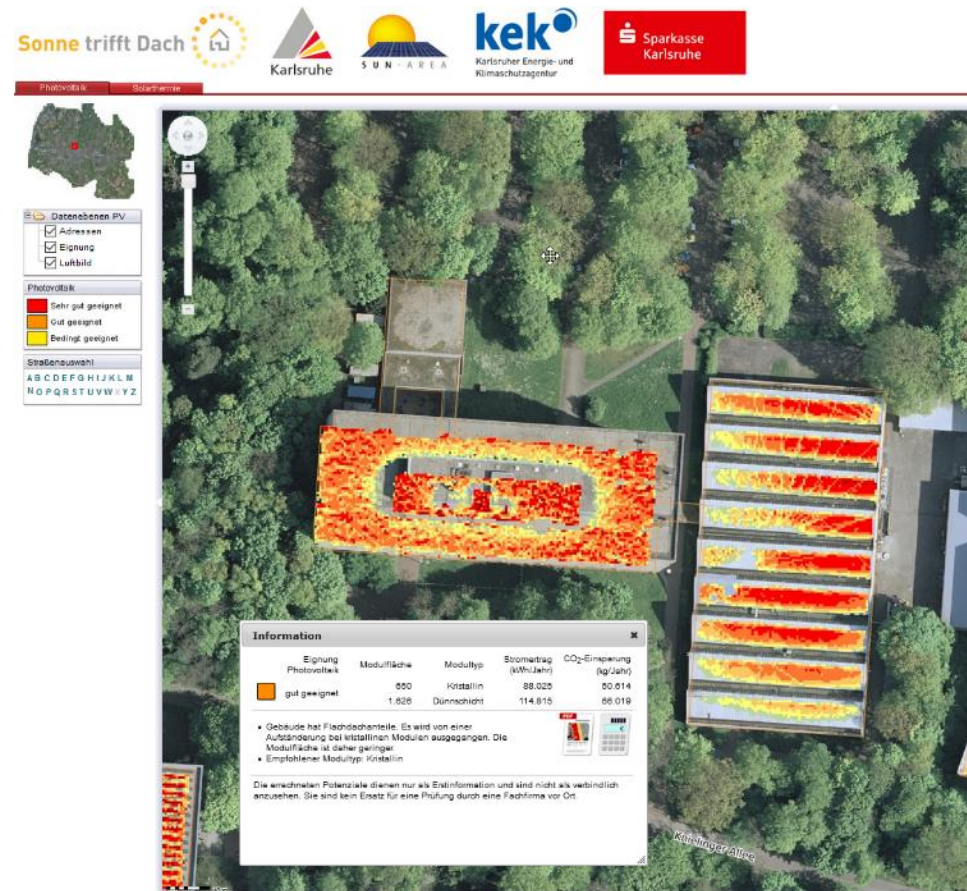 Sonne trifft Dach
Karlsruhe
SUN-AREA
kek
Karlsruher Energie- und
Klimaschutzagentur
Sparkasse
Karlsruhe
Photovoltaik Solarthermie
Datenebenen PV
Adressen
Eignung
Luftbild
Photovoltaik
Sehr gut geeignet
Gut geeignet
Bedingt geeignet
Straßenauswahl
A B C D E F G H I J K L M
N O P Q R S T U V W X Y Z
Information
Eignung Photovoltaik Modulfläche Modultyp Stromertrag (kWh/Jahr) CO2-Einsparung (kg/Jahr)
gut geeignet
Kristallin
Dünnschicht
PDF
€
• Gebäude hat Flachdachanteile. Es wird von einer
Aufständerung bei kristallinen Modulen ausgegangen. Die
Modulfläche ist daher geringer.
• Empfohlener Modultyp: Kristallin
Die errechneten Potenziale dienen nur als Erstinformation und sind nicht als verbindlich
anzusehen. Sie sind kein Ersatz für eine Prüfung durch eine Fachfirma vor Ort.
Knielinger Allee